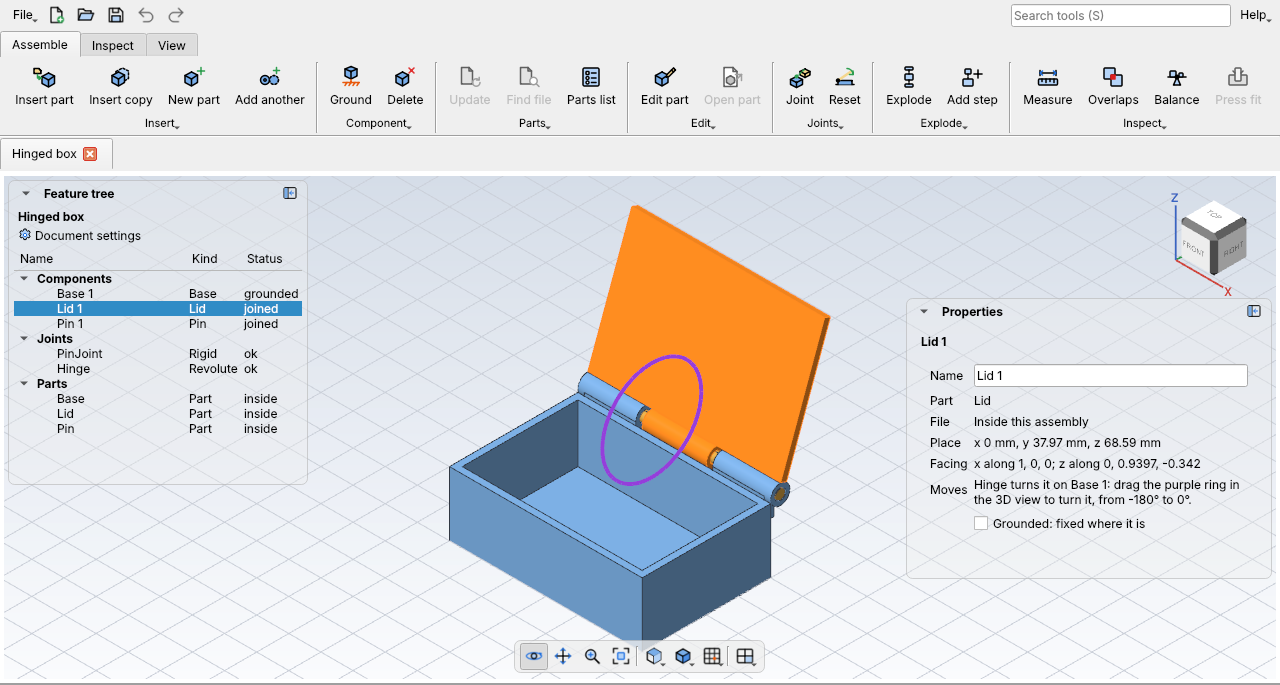 File
Search tools (S)
Help
Assemble
Inspect
View
Insert part
Insert copy
New part
Add another
Ground
Delete
Update
Find file
Parts list
Edit part
Open part
Joint
Reset
Explode
Add step
Measure
Overlaps
Balance
Press fit
Insert
Component
Parts
Edit
Joints
Explode
Inspect
Hinged box
Feature tree
Hinged box
Document settings
Name Kind Status
Components
Base 1 Base grounded
Lid 1 Lid joined
Pin 1 Pin joined
Joints
PinJoint Rigid ok
Hinge Revolute ok
Parts
Base Part inside
Lid Part inside
Pin Part inside
Z
TOP
FRONT
RIGHT
X
Properties
Lid 1
Name Lid 1
Part Lid
File Inside this assembly
Place x 0 mm, y 37.97 mm, z 68.59 mm
Facing x along 1, 0, 0; z along 0, 0.9397, -0.342
Moves Hinge turns it on Base 1: drag the purple ring in
the 3D view to turn it, from -180° to 0°.
Grounded: fixed where it is